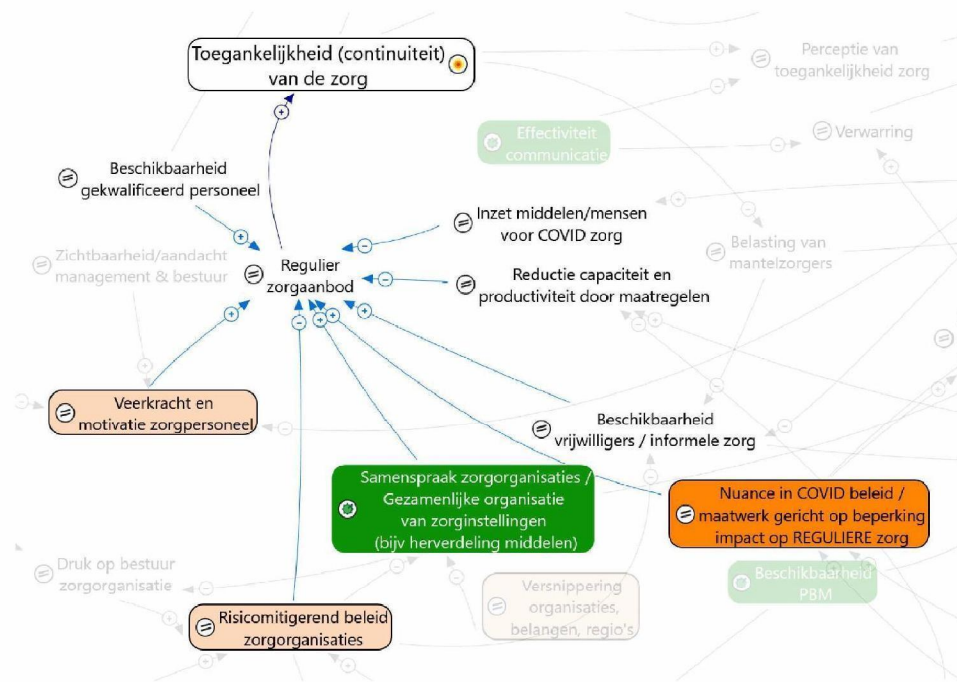 Toegankelijkheid (continuiteit)
van de zorg
Perceptie van
toegankelijkheid zorg
Effectiviteit
communicatie
Verwarring
Beschikbaarheid
gekwalificeerd personeel
Inzet middelen/mensen
voor COVID zorg
Zichtbaarheid/aandacht
management & bestuur
Regulier
zorgaanbod
Belasting van
mantelzorgers
Reductie capaciteit en
productiviteit door maatregelen
Veerkracht en
motivatie zorgpersoneel
Beschikbaarheid
vrijwilligers / informele zorg
Samenspraak zorgorganisaties /
Gezamenlijke organisatie
van zorginstellingen
(bijv herverdeling middelen)
Nuance in COVID beleid /
maatwerk gericht op beperking
impact op REGULIERE zorg
Druk op bestuur
zorgorganisatie
Versnippering
organisaties,
belangen, regio's
Beschikbaarheid
PBM
Risicomitigerend beleid
zorgorganisaties